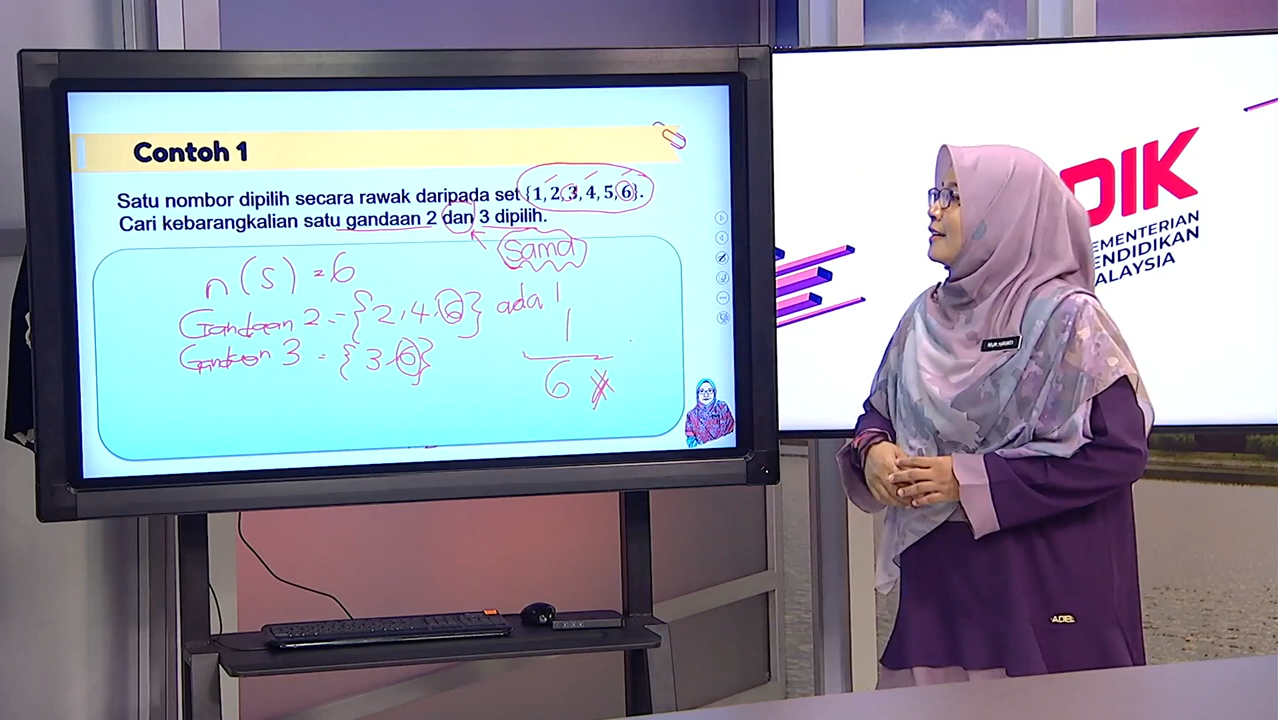 Contoh 1
Satu nombor dipilih secara rawak daripada set {1, 2, 3, 4, 5, 6}.
Cari kebarangkalian satu gandaan 2 dan 3 dipilih.
Sama
n(S) = 6
Gandaan 2 = {2, 4, 6} ada 1
Gandaan 3 = {3, 6}
1
6
DIK
KEMENTERIAN
PENDIDIKAN
MALAYSIA